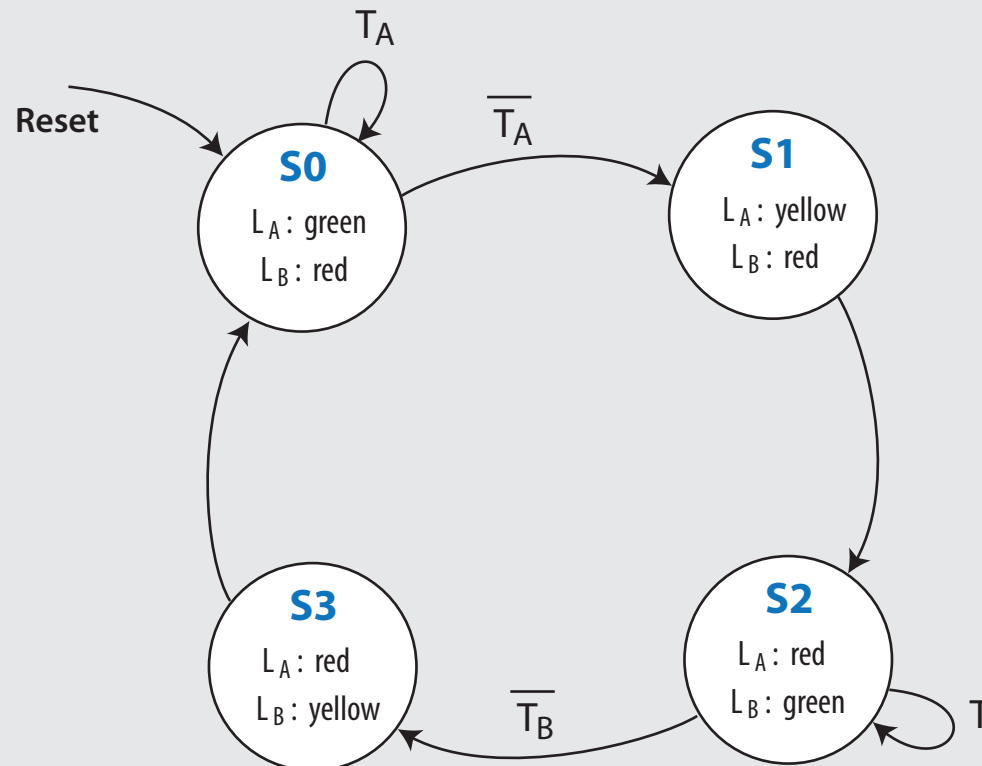 T_A
Reset
T̅_A̅
S0
L_A : green
L_B : red
S1
L_A : yellow
L_B : red
S3
L_A : red
L_B : yellow
T̅_B̅
S2
L_A : red
L_B : green
T